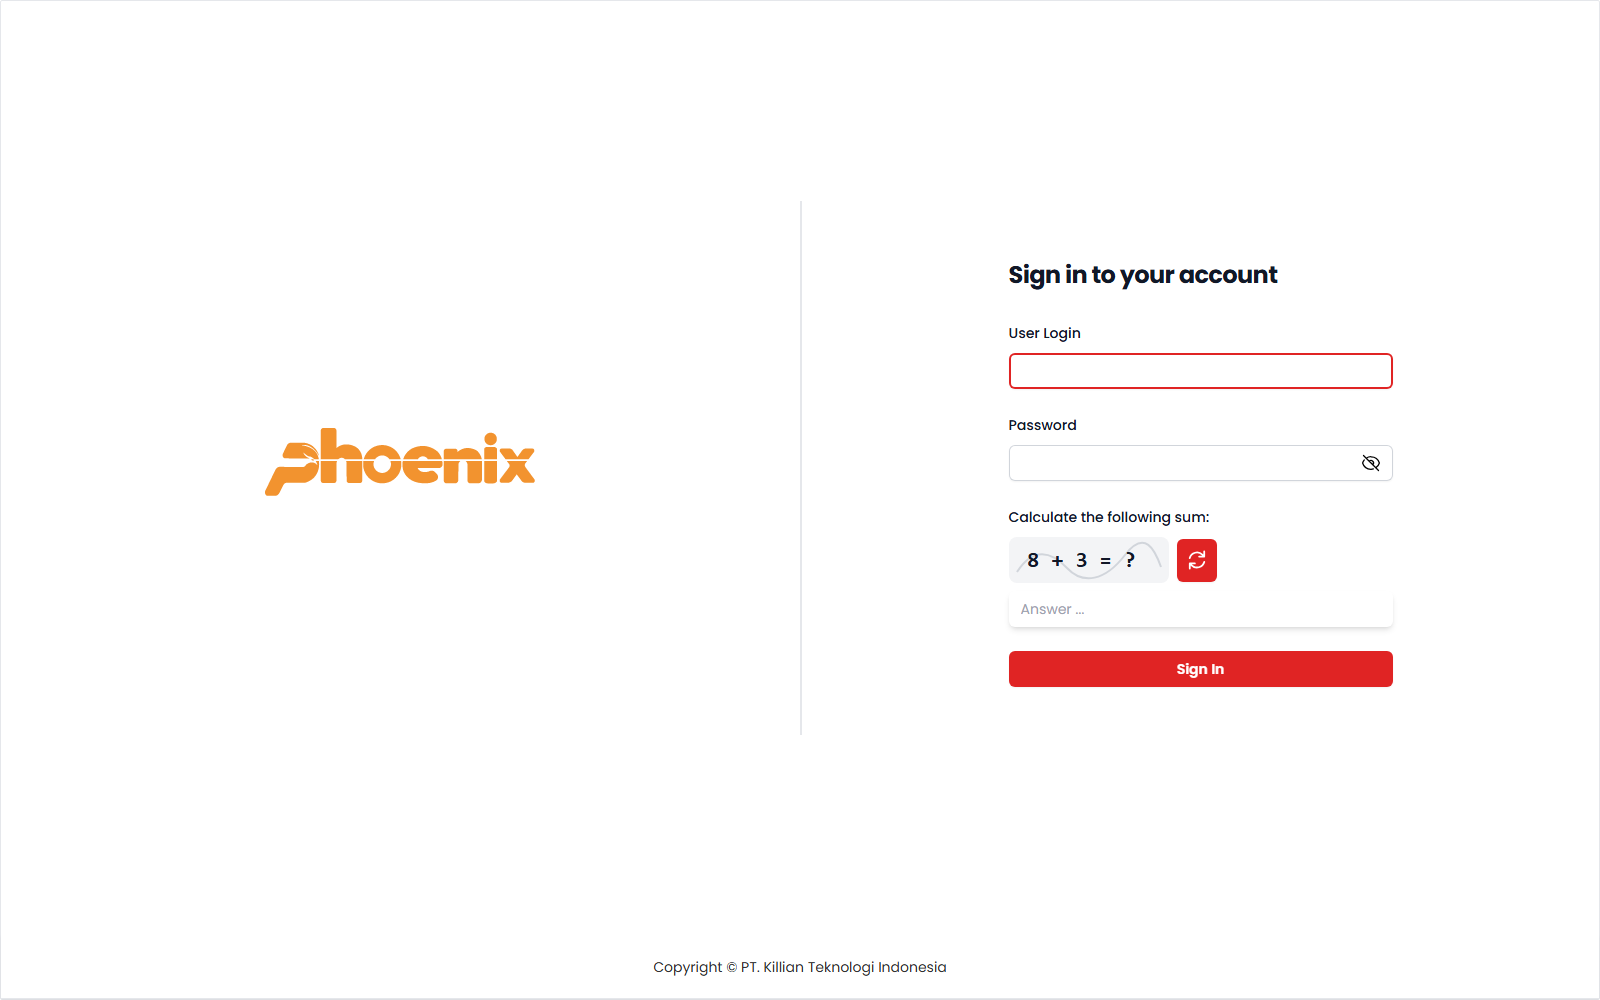 phoenix
Sign in to your account
User Login
Password
Calculate the following sum:
8 + 3 = ?
Answer ...
Sign In
Copyright © PT. Killian Teknologi Indonesia